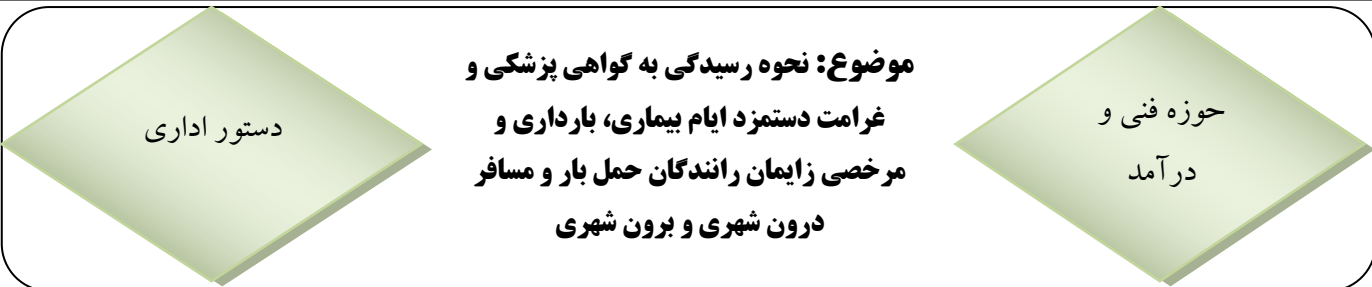 حوزه فنی و
درآمد
موضوع: نحوه رسیدگی به گواهی پزشکی و
غرامت دستمزد ایام بیماری، بارداری و
مرخصی زایمان رانندگان حمل بار و مسافر
درون شهری و برون شهری
دستور اداری